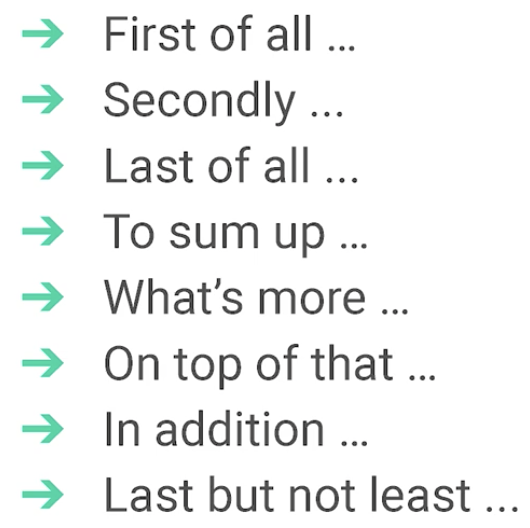 ➔ First of all ...
➔ Secondly ...
➔ Last of all ...
➔ To sum up ...
➔ What’s more ...
➔ On top of that ...
➔ In addition ...
➔ Last but not least ...